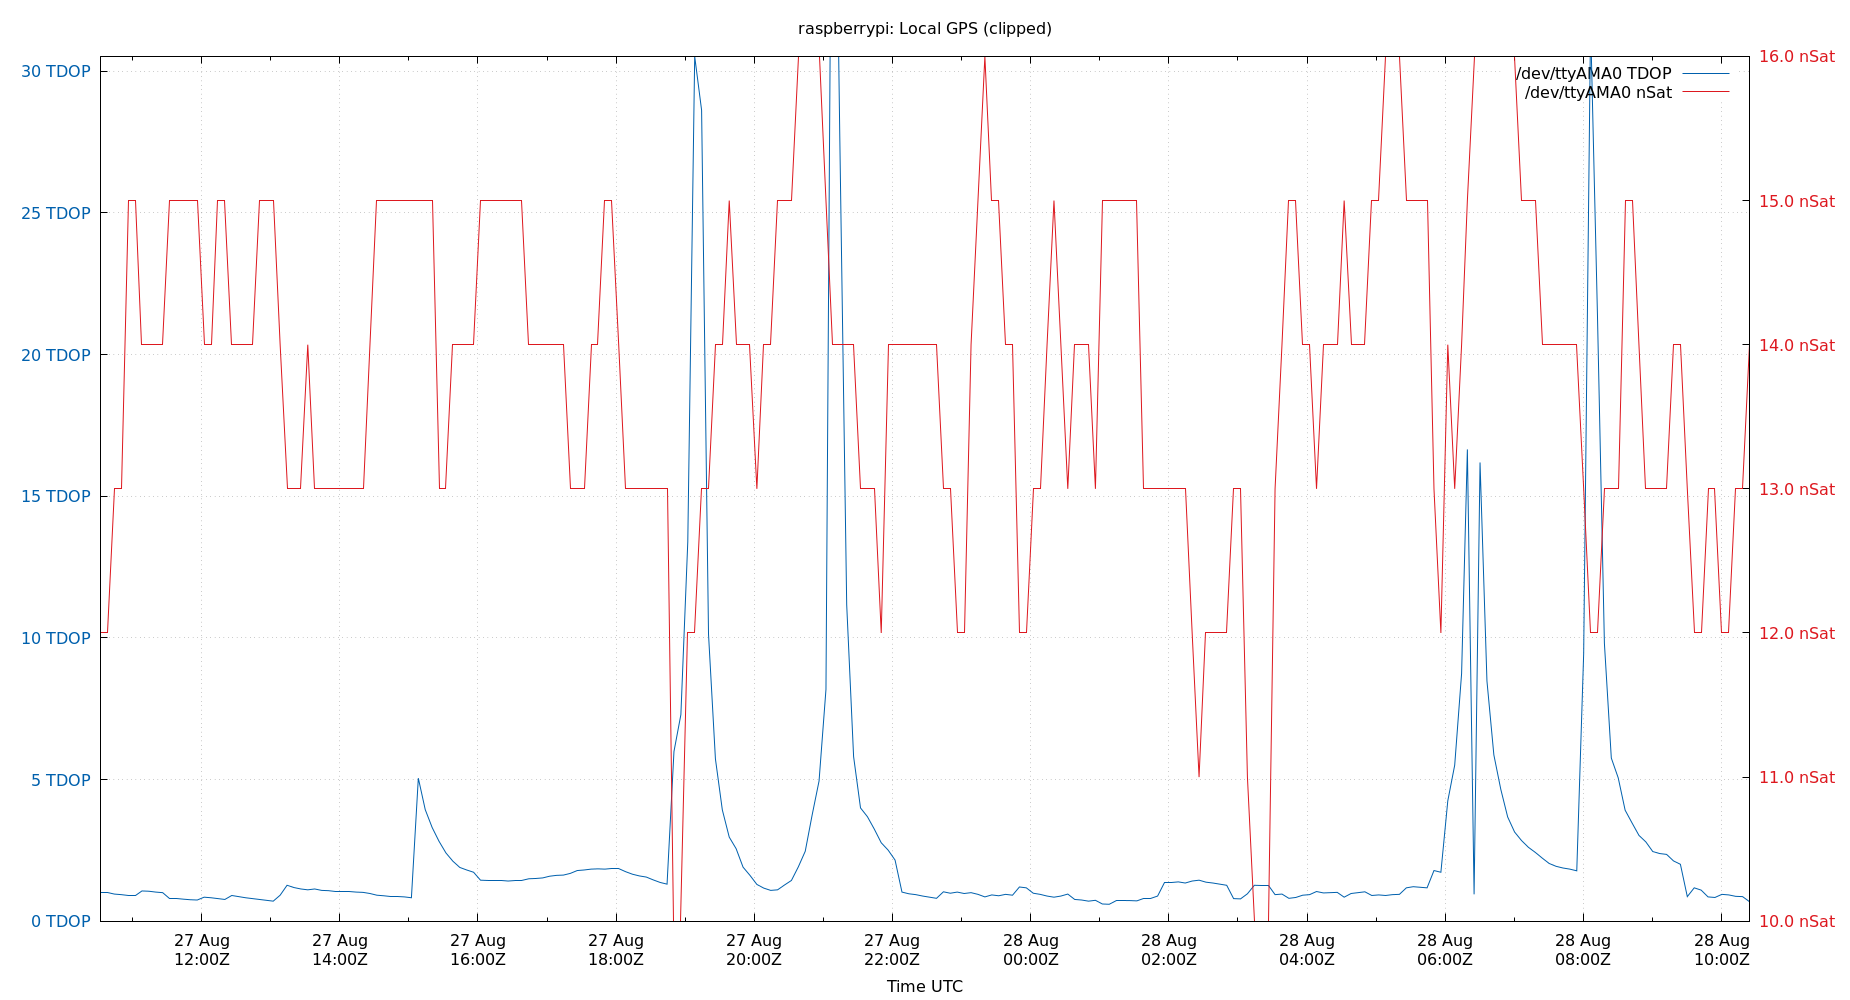 raspberrypi: Local GPS (clipped)
30 TDOP
25 TDOP
20 TDOP
15 TDOP
10 TDOP
5 TDOP
0 TDOP
16.0 nSat
15.0 nSat
14.0 nSat
13.0 nSat
12.0 nSat
11.0 nSat
10.0 nSat
/dev/ttyAMA0 TDOP
/dev/ttyAMA0 nSat
27 Aug
12:00Z
27 Aug
14:00Z
27 Aug
16:00Z
27 Aug
18:00Z
27 Aug
20:00Z
27 Aug
22:00Z
28 Aug
00:00Z
28 Aug
02:00Z
28 Aug
04:00Z
28 Aug
06:00Z
28 Aug
08:00Z
28 Aug
10:00Z
Time UTC